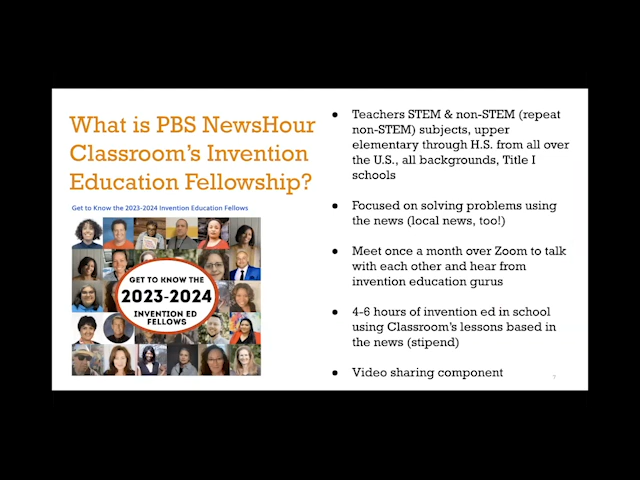 What is PBS NewsHour
Classroom's Invention
Education Fellowship?
Get to Know the 2023-2024 Invention Education Fellows
GET TO KNOW THE
2023-2024
INVENTION ED
FELLOWS
● Teachers STEM & non-STEM (repeat
non-STEM) subjects, upper
elementary through H.S. from all over
the U.S., all backgrounds, Title I
schools
● Focused on solving problems using
the news (local news, too!)
● Meet once a month over Zoom to talk
with each other and hear from
invention education gurus
● 4-6 hours of invention ed in school
using Classroom's lessons based in
the news (stipend)
● Video sharing component